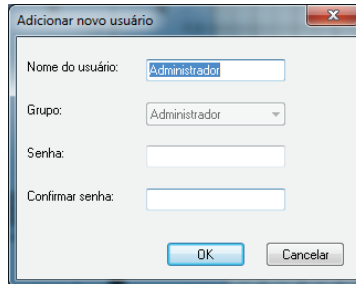 Adicionar novo usuário
Nome do usuário: Administrador
Grupo: Administrador
Senha:
Confirmar senha:
OK Cancelar